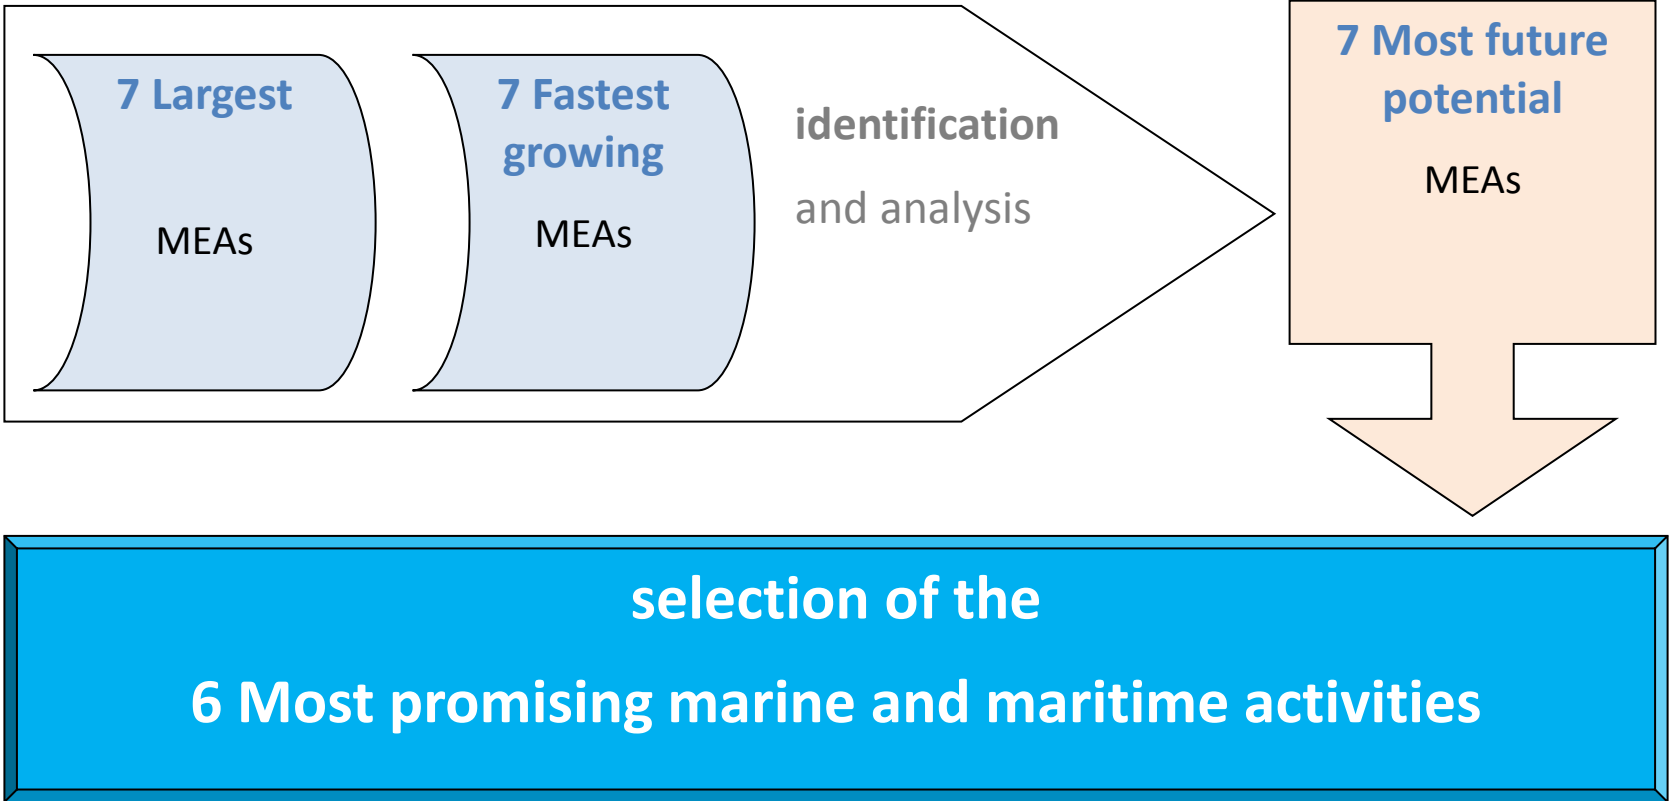 7 Largest
MEAs
7 Fastest
growing
MEAs
identification
and analysis
7 Most future
potential
MEAs
selection of the
6 Most promising marine and maritime activities